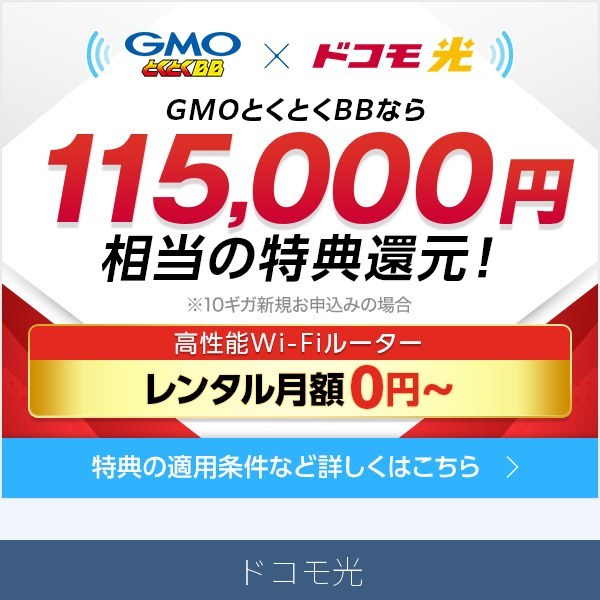 GMO とくとくBB × ドコモ光
GMOとくとくBBなら
115,000円
相当の特典還元!
※10ギガ新規お申込みの場合
高性能Wi-Fiルーター
レンタル月額0円~
特典の適用条件など詳しくはこちら
ドコモ光